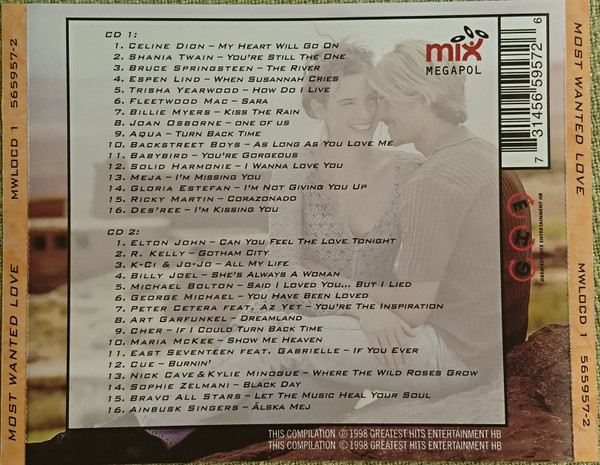 CD 1:
1. Celine Dion – My Heart Will Go On
2. Shania Twain – You're Still The One
3. Bruce Springsteen – The River
4. Espen Lind – When Susannah Cries
5. Trisha Yearwood – How Do I Live
6. Fleetwood Mac – Sara
7. Billie Myers – Kiss The Rain
8. Joan Osborne – one of us
9. Aqua – Turn Back Time
10. Backstreet Boys – As Long As You Love Me
11. Babybird – You're Gorgeous
12. Solid Harmonie – I Wanna Love You
13. Meja – I'm Missing You
14. Gloria Estefan – I'm Not Giving You Up
15. Ricky Martin – Corazonado
16. Des'ree – I'm Kissing You
CD 2:
1. Elton John – Can You Feel The Love Tonight
2. R. Kelly – Gotham City
3. K-Ci & Jo-Jo – All My Life
4. Billy Joel – She's Always A Woman
5. Michael Bolton – Said I Loved You... But I Lied
6. George Michael – You Have Been Loved
7. Peter Cetera feat. Az Yet – You're The Inspiration
8. Art Garfunkel – Dreamland
9. Cher – If I Could Turn Back Time
10. Maria McKee – Show Me Heaven
11. East Seventeen feat. Gabrielle – If You Ever
12. Cue – Burnin'
13. Nick Cave & Kylie Minogue – Where The Wild Roses Grow
14. Sophie Zelmani – Black Day
15. Bravo All Stars – Let The Music Heal Your Soul
16. Ainbusk Singers – Älska Mej
THIS COMPILATION ℗ 1998 GREATEST HITS ENTERTAINMENT HB
THIS COMPILATION © 1998 GREATEST HITS ENTERTAINMENT HB
mix
MEGAPOL
7 31456 59572 6
MOST WANTED LOVE
MWLOCD 1
565957-2
MOST WANTED LOVE
MWLOCD 1
565957-2
GREATEST HITS ENTERTAINMENT HB